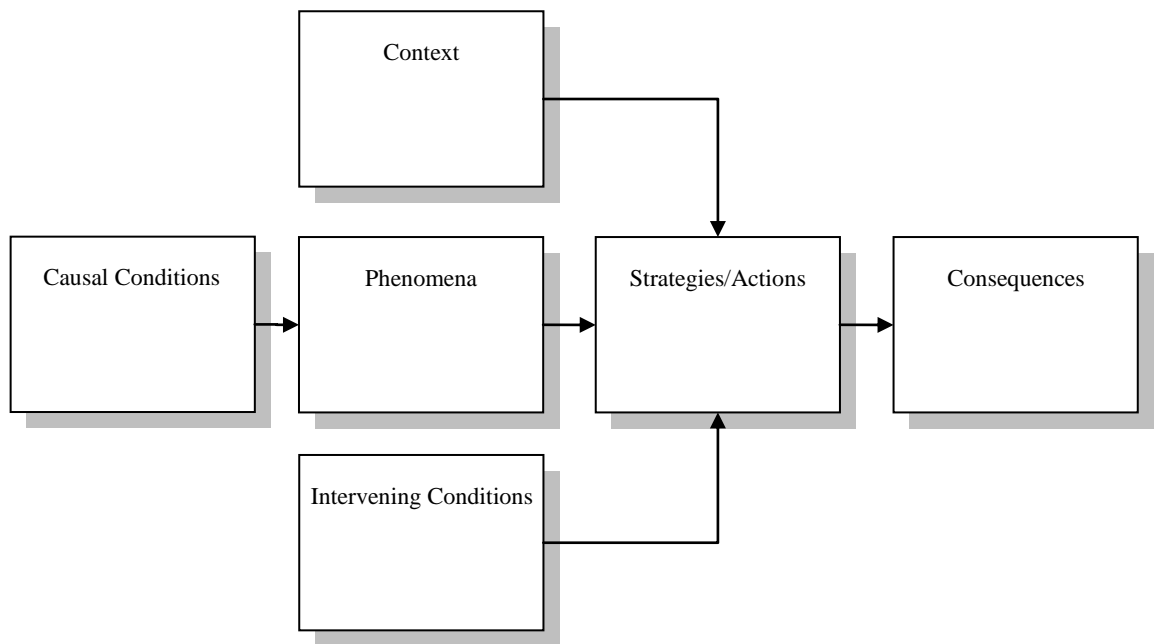 Context
Causal Conditions
Phenomena
Strategies/Actions
Consequences
Intervening Conditions